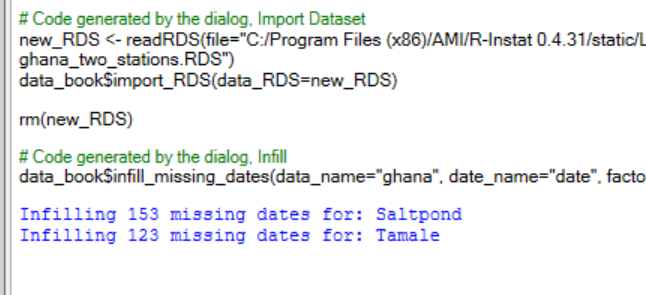 # Code generated by the dialog, Import Dataset
new_RDS <- readRDS(file="C:/Program Files (x86)/AMI/R-Instat 0.4.31/static/L
ghana_two_stations.RDS")
data_book$import_RDS(data_RDS=new_RDS)
rm(new_RDS)
# Code generated by the dialog, Infill
data_book$infill_missing_dates(data_name="ghana", date_name="date", facto
Infilling 153 missing dates for: Saltpond
Infilling 123 missing dates for: Tamale